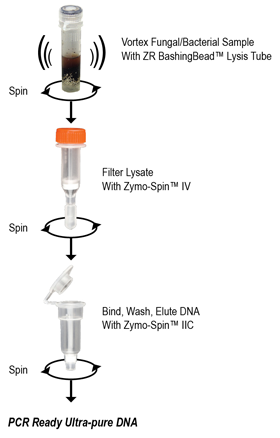 Vortex Fungal/Bacterial Sample
With ZR BashingBead™ Lysis Tube
Spin
Filter Lysate
With Zymo-Spin™ IV
Spin
Bind, Wash, Elute DNA
With Zymo-Spin™ IIC
Spin
PCR Ready Ultra-pure DNA